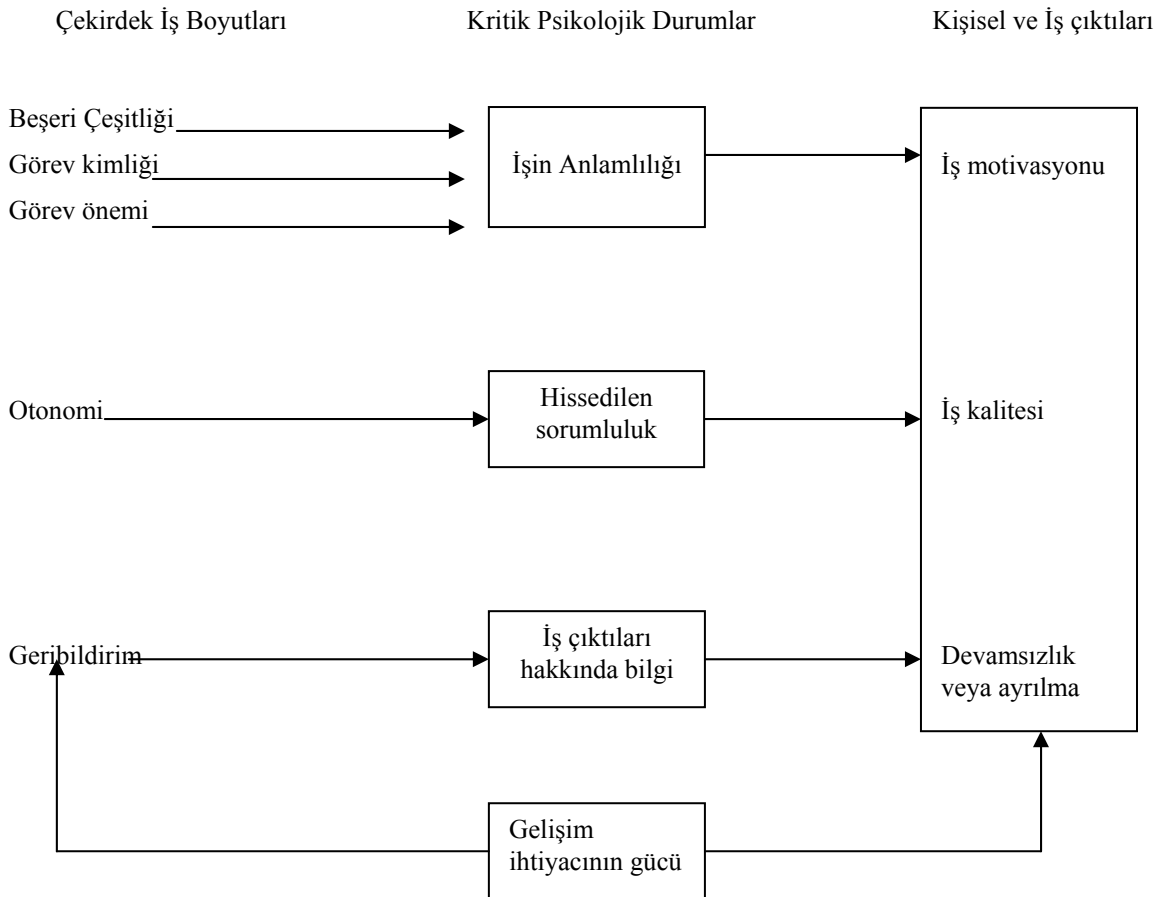 Çekirdek İş Boyutları
Kritik Psikolojik Durumlar
Kişisel ve İş çıktıları
Beşeri Çeşitliği
Görev kimliği
Görev önemi
İşin Anlamlılığı
İş motivasyonu
Otonomi
Hissedilen
sorumluluk
İş kalitesi
Geribildirim
İş çıktıları
hakkında bilgi
Devamsızlık
veya ayrılma
Gelişim
ihtiyacının gücü